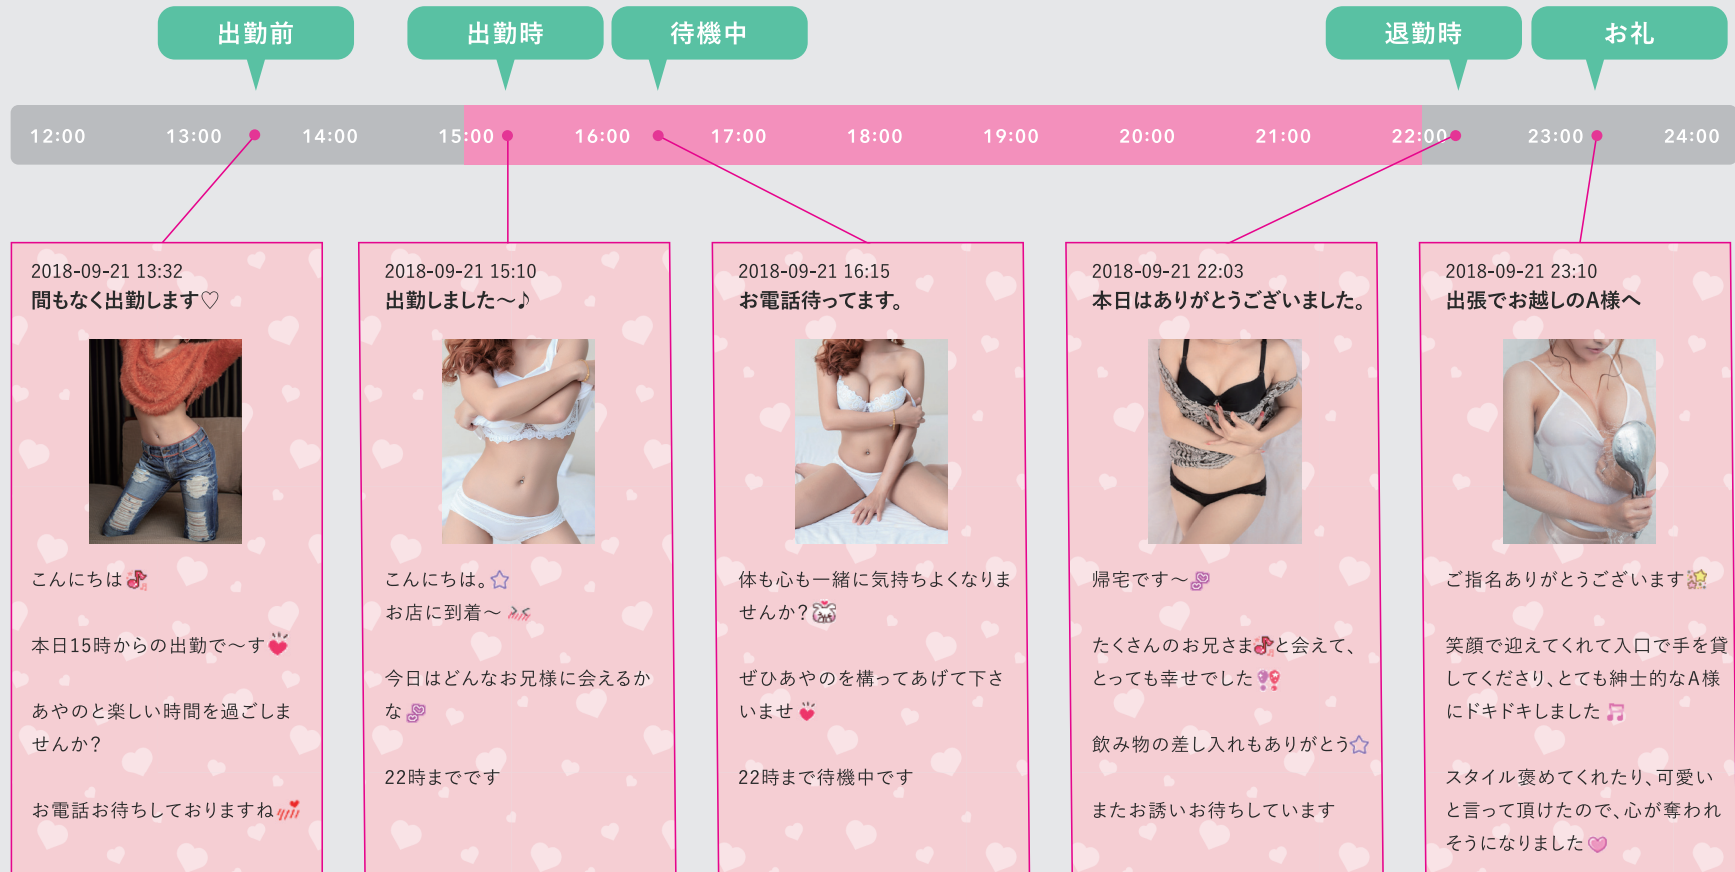 出勤前
出勤時
待機中
退勤時
お礼
12:00 13:00 14:00 15:00 16:00 17:00 18:00 19:00 20:00 21:00 22:00 23:00 24:00
2018-09-21 13:32
間もなく出勤します♡
こんにちは
本日15時からの出勤で〜す
あやのと楽しい時間を過ごしま
せんか？
お電話お待ちしておりますね
2018-09-21 15:10
出勤しました〜♪
こんにちは。☆
お店に到着〜
今日はどんなお兄様に会えるか
な
22時までです
2018-09-21 16:15
お電話待ってます。
体も心も一緒に気持ちよくなりま
せんか？
ぜひあやのを構ってあげて下さ
いませ
22時まで待機中です
2018-09-21 22:03
本日はありがとうございました。
帰宅です〜
たくさんのお兄さまと会えて、
とっても幸せでした
飲み物の差し入れもありがとう☆
またお誘いお待ちしています
2018-09-21 23:10
出張でお越しのA様へ
ご指名ありがとうございます
笑顔で迎えてくれて入口で手を貸
してくださり、とても紳士的なA様
にドキドキしました
スタイル褒めてくれたり、可愛い
と言って頂けたので、心が奪われ
そうになりました